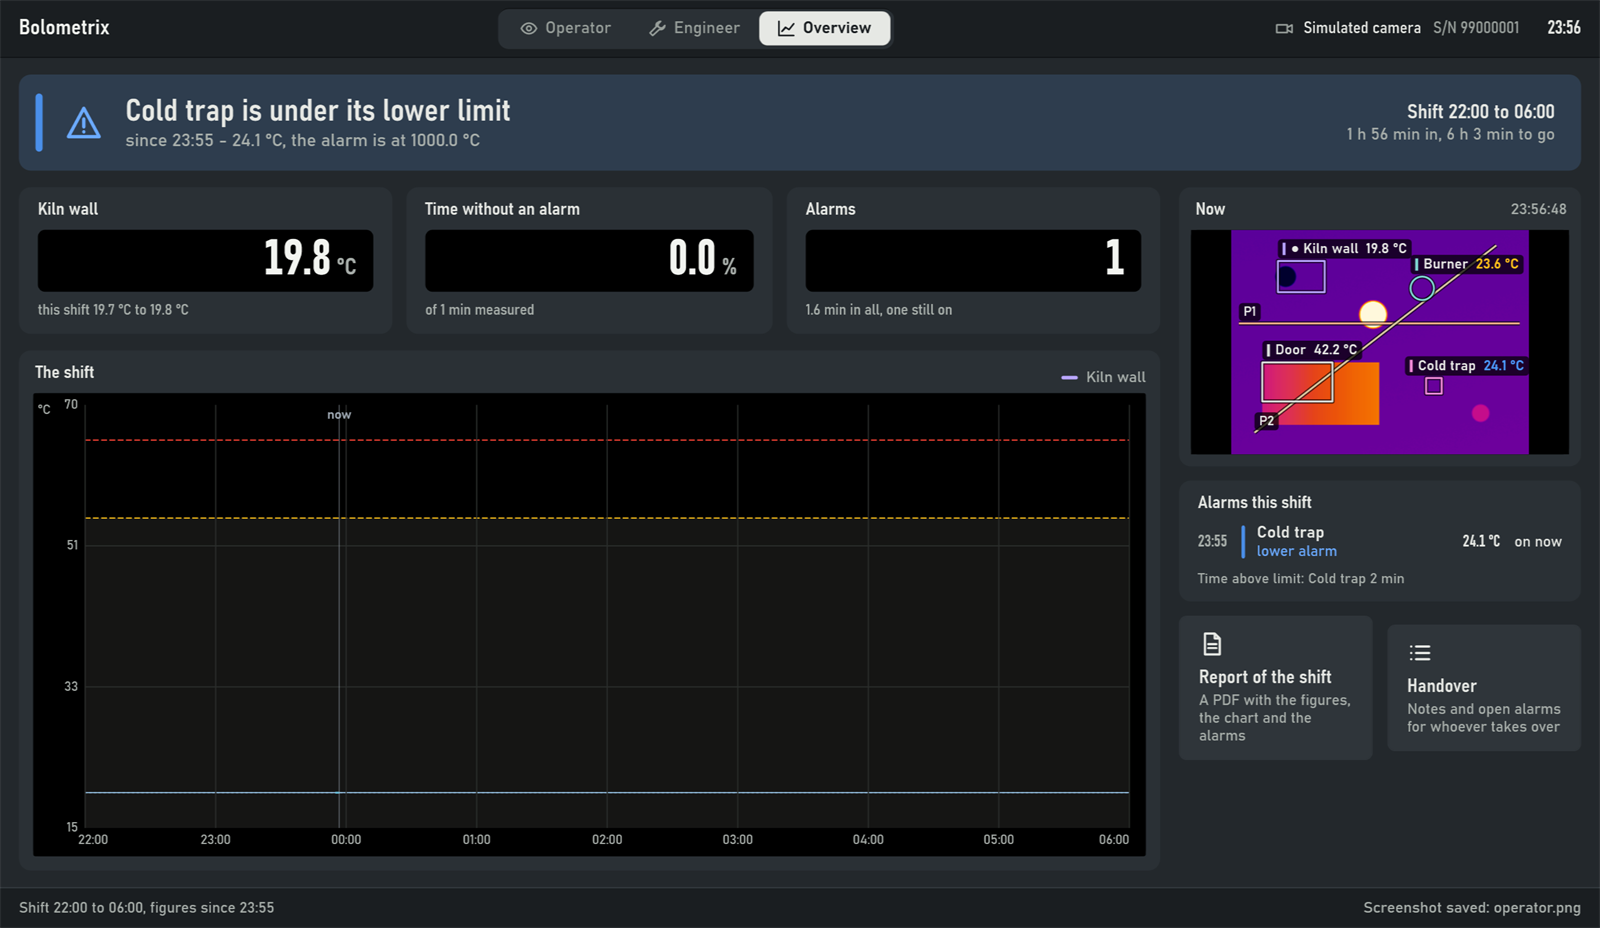 Bolometrix
Operator
Engineer
Overview
Simulated camera S/N 99000001 23:56
Cold trap is under its lower limit
since 23:55 - 24.1 °C, the alarm is at 1000.0 °C
Shift 22:00 to 06:00
1 h 56 min in, 6 h 3 min to go
Kiln wall
19.8 °C
this shift 19.7 °C to 19.8 °C
Time without an alarm
0.0 %
of 1 min measured
Alarms
1
1.6 min in all, one still on
Now 23:56:48
Kiln wall 19.8 °C
Burner 23.6 °C
P1
Door 42.2 °C
Cold trap 24.1 °C
P2
The shift
Kiln wall
°C 70
now
51
33
15
22:00 23:00 00:00 01:00 02:00 03:00 04:00 05:00 06:00
Alarms this shift
23:55 Cold trap 24.1 °C on now
lower alarm
Time above limit: Cold trap 2 min
Report of the shift
A PDF with the figures,
the chart and the
alarms
Handover
Notes and open alarms
for whoever takes over
Shift 22:00 to 06:00, figures since 23:55
Screenshot saved: operator.png